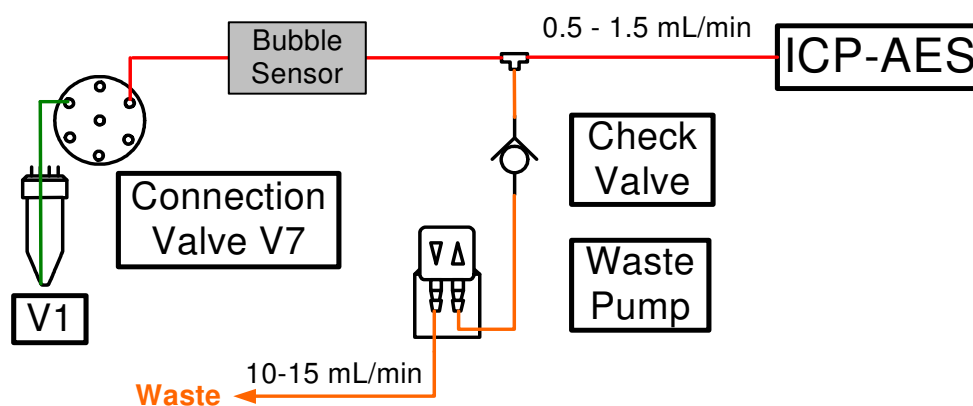 Bubble
Sensor
0.5 - 1.5 mL/min
ICP-AES
Check
Valve
Connection
Valve V7
Waste
Pump
V1
10-15 mL/min
Waste